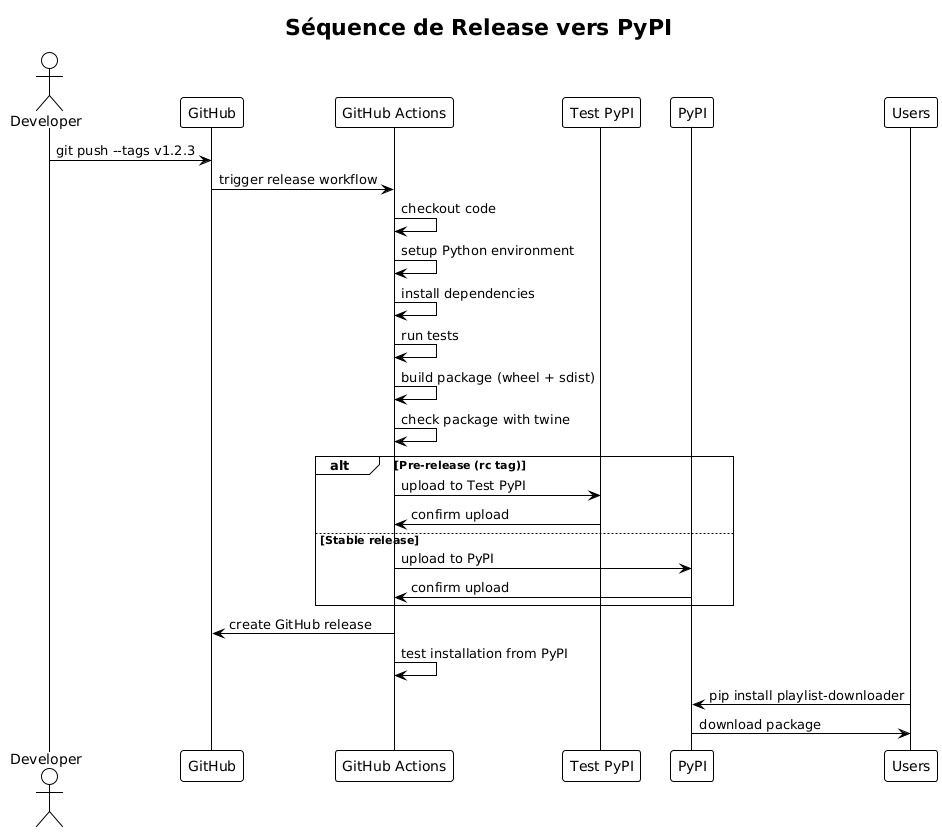 Séquence de Release vers PyPI
Developer
GitHub
GitHub Actions
Test PyPI
PyPI
Users
git push --tags v1.2.3
trigger release workflow
checkout code
setup Python environment
install dependencies
run tests
build package (wheel + sdist)
check package with twine
alt
[Pre-release (rc tag)]
upload to Test PyPI
confirm upload
[Stable release]
upload to PyPI
confirm upload
create GitHub release
test installation from PyPI
pip install playlist-downloader
download package
Developer
GitHub
GitHub Actions
Test PyPI
PyPI
Users